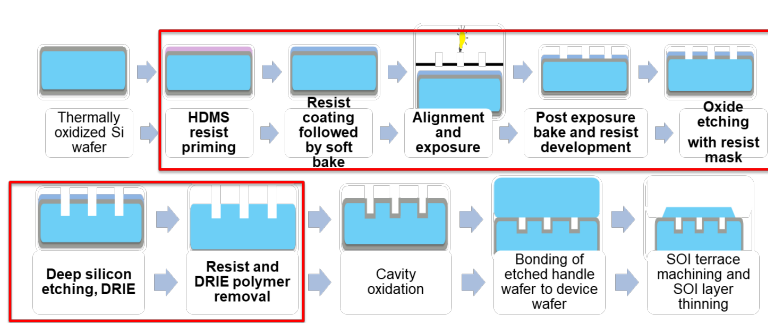 Thermally
oxidized Si
wafer
HDMS
resist
priming
Resist
coating
followed
by soft
bake
Alignment
and
exposure
Post exposure
bake and resist
development
Oxide
etching
with resist
mask
Deep silicon
etching, DRIE
Resist and
DRIE polymer
removal
Cavity
oxidation
Bonding of
etched handle
wafer to device
wafer
SOI terrace
machining and
SOI layer
thinning